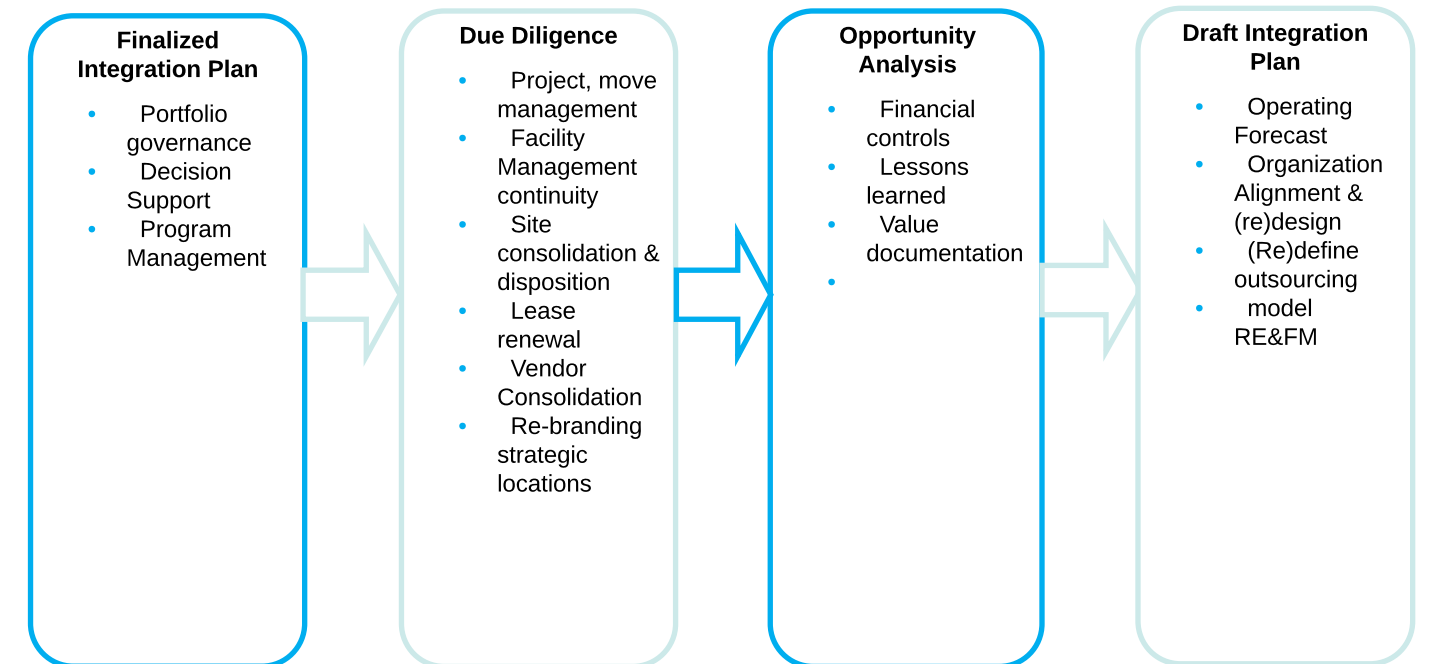 Finalized
Integration Plan
• Portfolio
governance
• Decision
Support
• Program
Management
Due Diligence
• Project, move
management
• Facility
Management
continuity
• Site
consolidation &
disposition
• Lease
renewal
• Vendor
Consolidation
• Re-branding
strategic
locations
Opportunity
Analysis
• Financial
controls
• Lessons
learned
• Value
documentation
•
Draft Integration
Plan
• Operating
Forecast
• Organization
Alignment &
(re)design
• (Re)define
outsourcing
• model
RE&FM